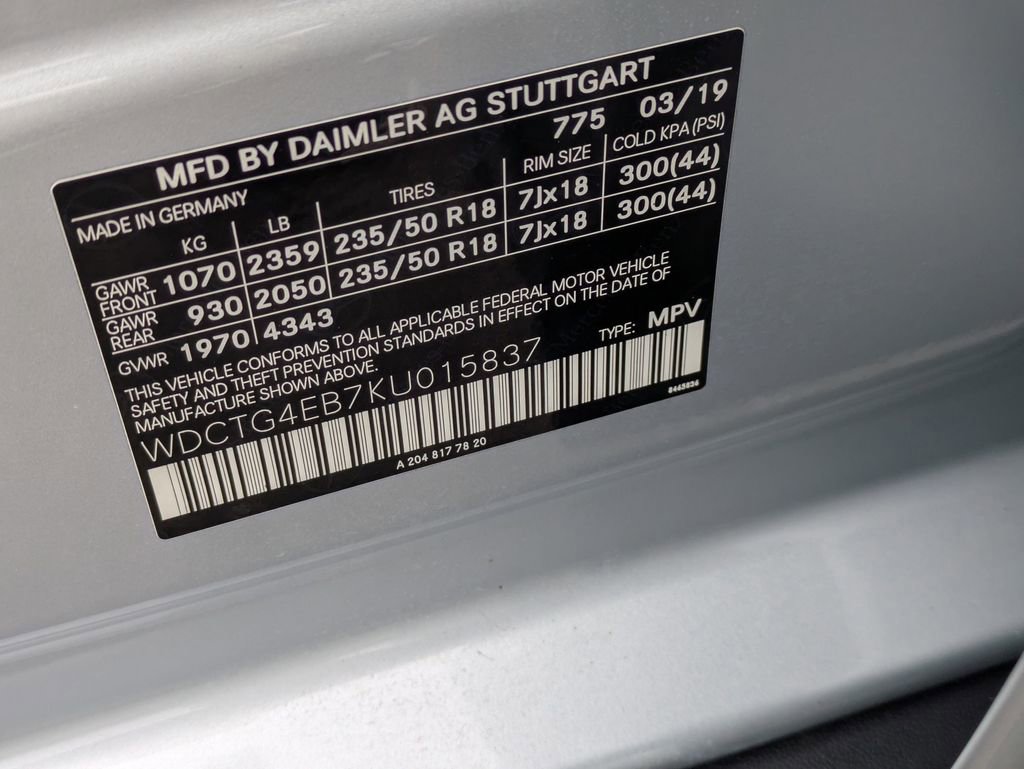 MFD BY DAIMLER AG STUTTGART
MADE IN GERMANY 775 03/19
KG LB TIRES RIM SIZE COLD KPA (PSI)
GAWR FRONT 1070 2359 235/50 R18 7Jx18 300(44)
GAWR REAR 930 2050 235/50 R18 7Jx18 300(44)
GVWR 1970 4343
THIS VEHICLE CONFORMS TO ALL APPLICABLE FEDERAL MOTOR VEHICLE
SAFETY AND THEFT PREVENTION STANDARDS IN EFFECT ON THE DATE OF
MANUFACTURE SHOWN ABOVE. TYPE: MPV
WDCTG4EB7KU015837
A 204 817 78 20 8463836